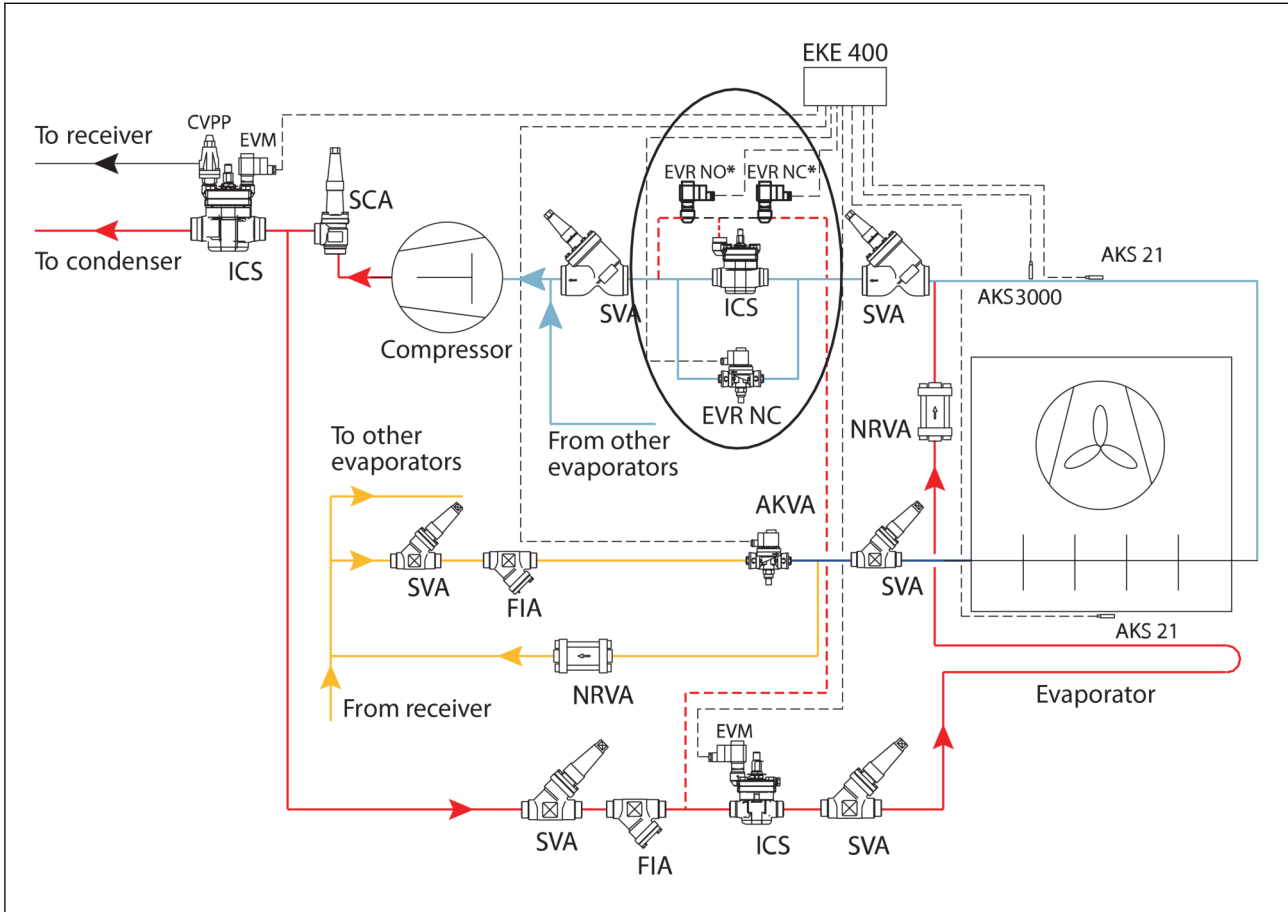 EKE 400
To receiver
CVPP
EVM
SCA
EVR NO*
EVR NC*
To condenser
ICS
Compressor
SVA
ICS
SVA
AKS3000
AKS 21
EVR NC
NRVA
To other
evaporators
From other
evaporators
AKVA
SVA
FIA
SVA
AKS 21
NRVA
From receiver
Evaporator
EVM
SVA
FIA
ICS
SVA